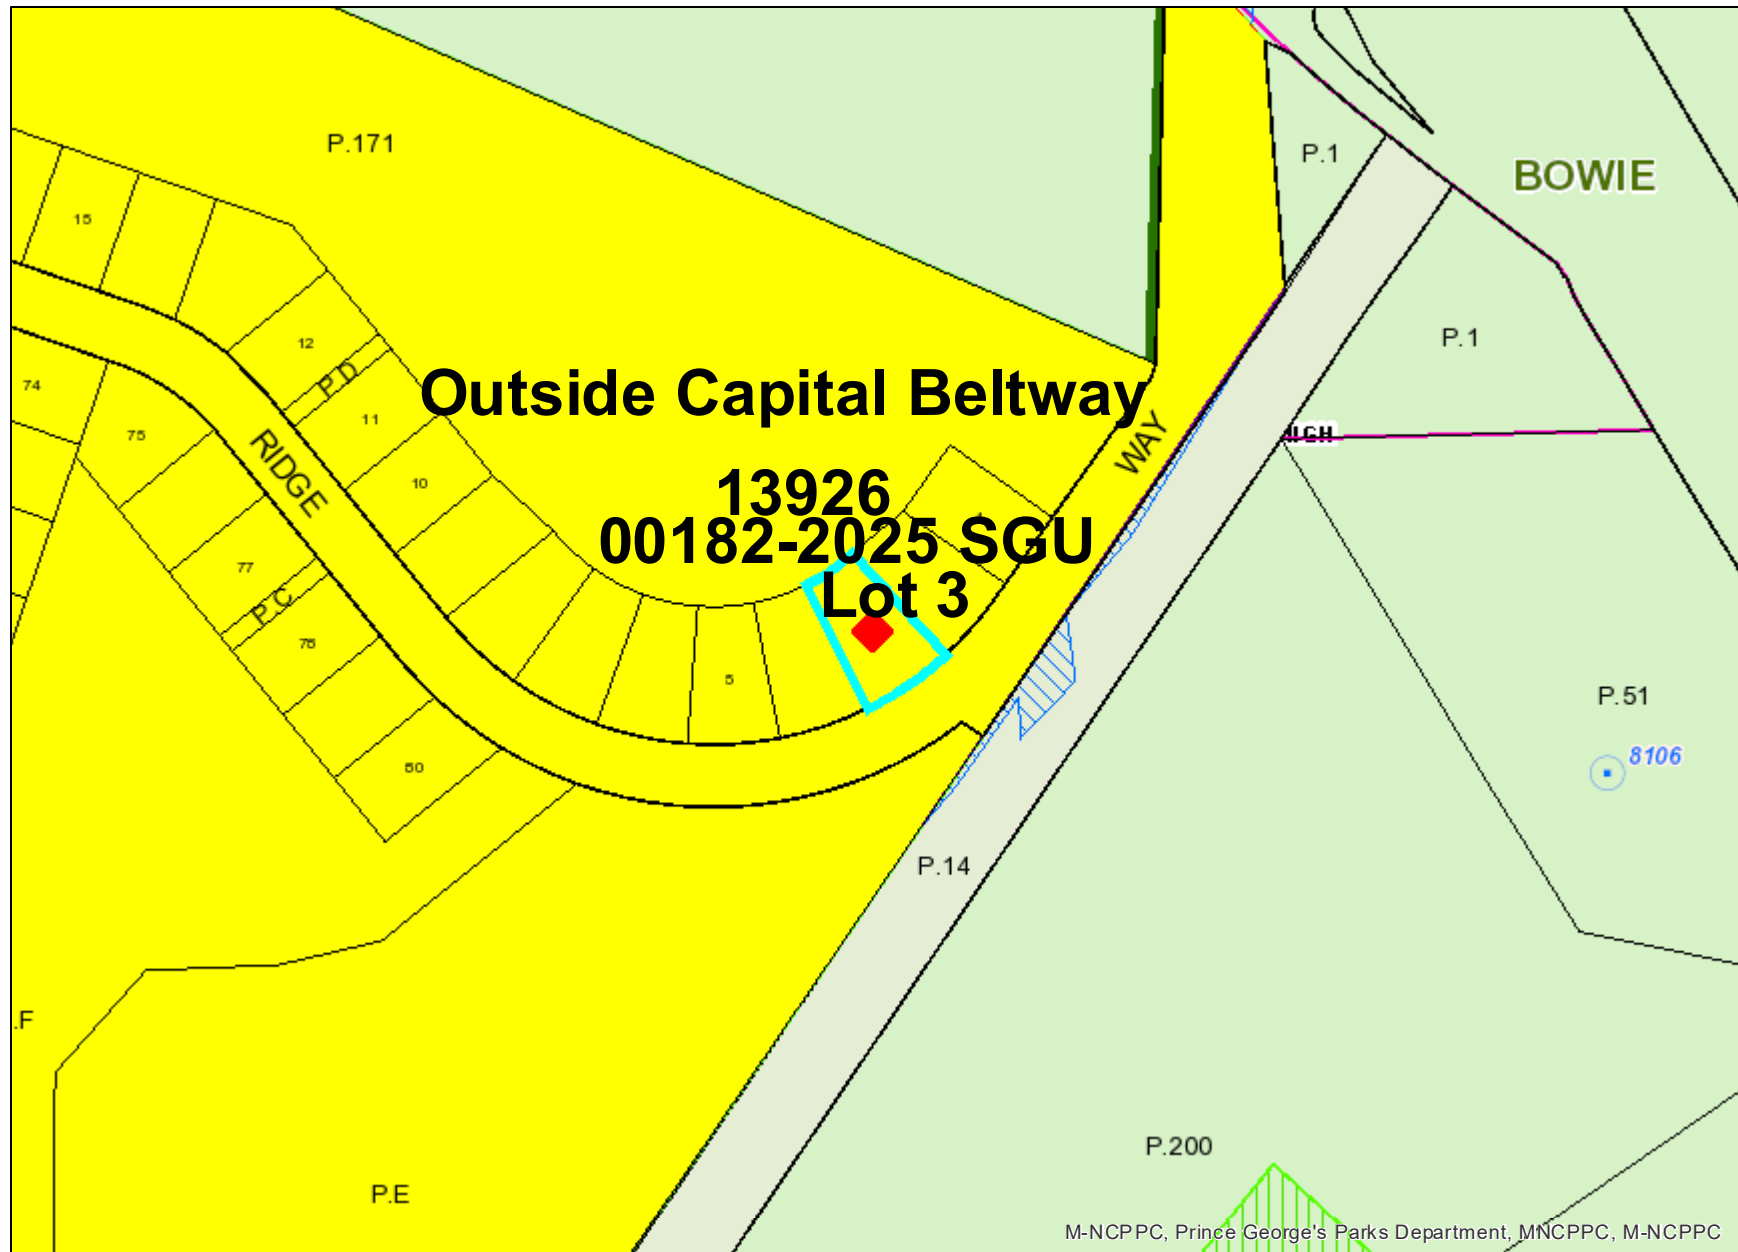 P.171
P.1
BOWIE
15
12
P.D
P.1
74
Outside Capital Beltway
11
75
WAY
RIDGE
10
13926
00182-2025 SGU
77
Lot 3
P.C
78
5
P.51
8106
80
P.14
.F
P.200
P.E
M-NCPPC, Prince George's Parks Department, MNCPPC, M-NCPPC